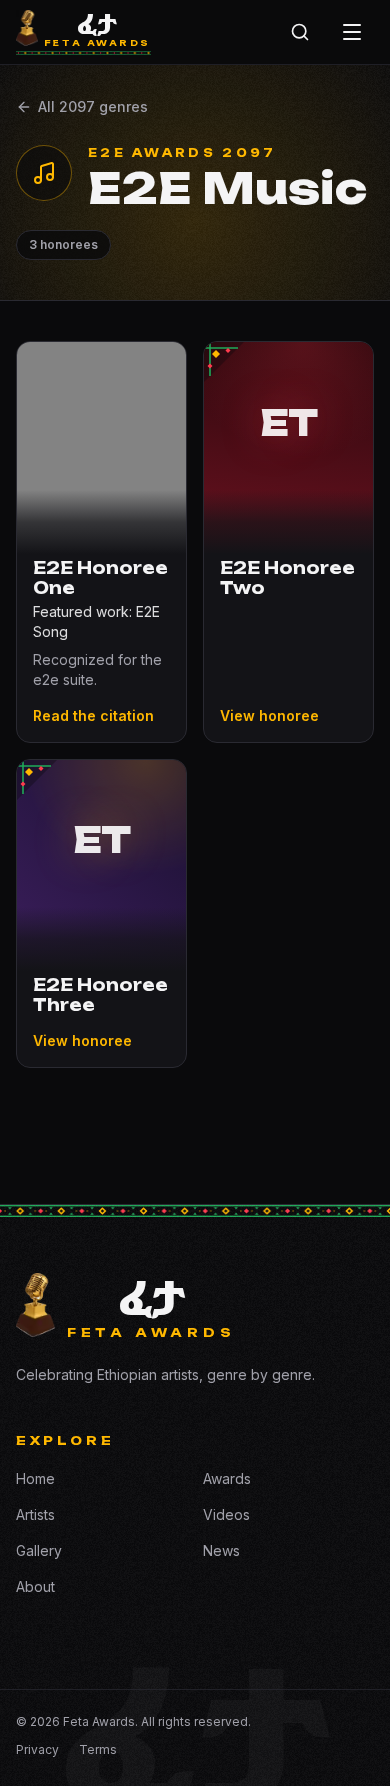 ፈታ
FETA AWARDS
All 2097 genres
E2E AWARDS 2097
E2E Music
3 honorees
ET
E2E Honoree
One
Featured work: E2E
Song
Recognized for the
e2e suite.
Read the citation
E2E Honoree
Two
View honoree
ET
E2E Honoree
Three
View honoree
ፈታ
FETA AWARDS
Celebrating Ethiopian artists, genre by genre.
EXPLORE
Home
Awards
Artists
Videos
Gallery
News
About
ፈታ
© 2026 Feta Awards. All rights reserved.
Privacy
Terms